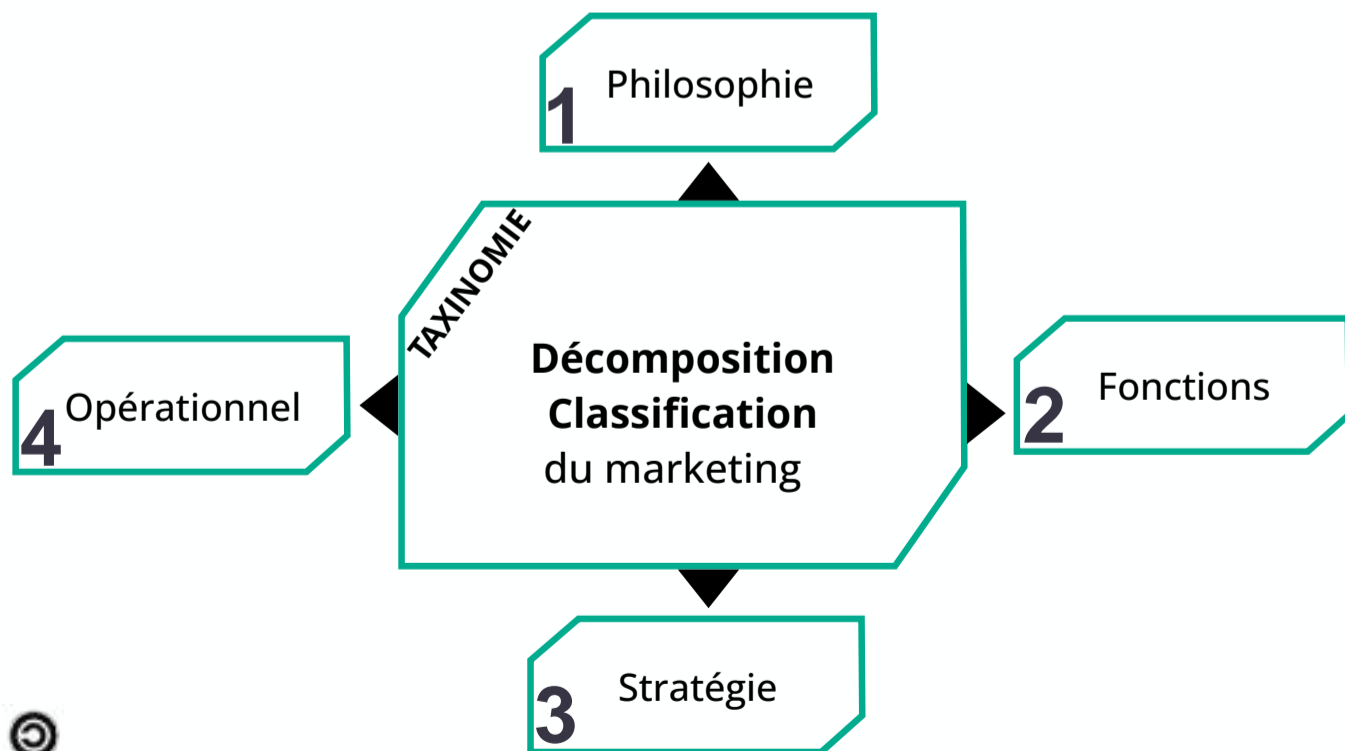 1 Philosophie
TAXINOMIE
Décomposition
Classification
du marketing
4 Opérationnel
2 Fonctions
3 Stratégie